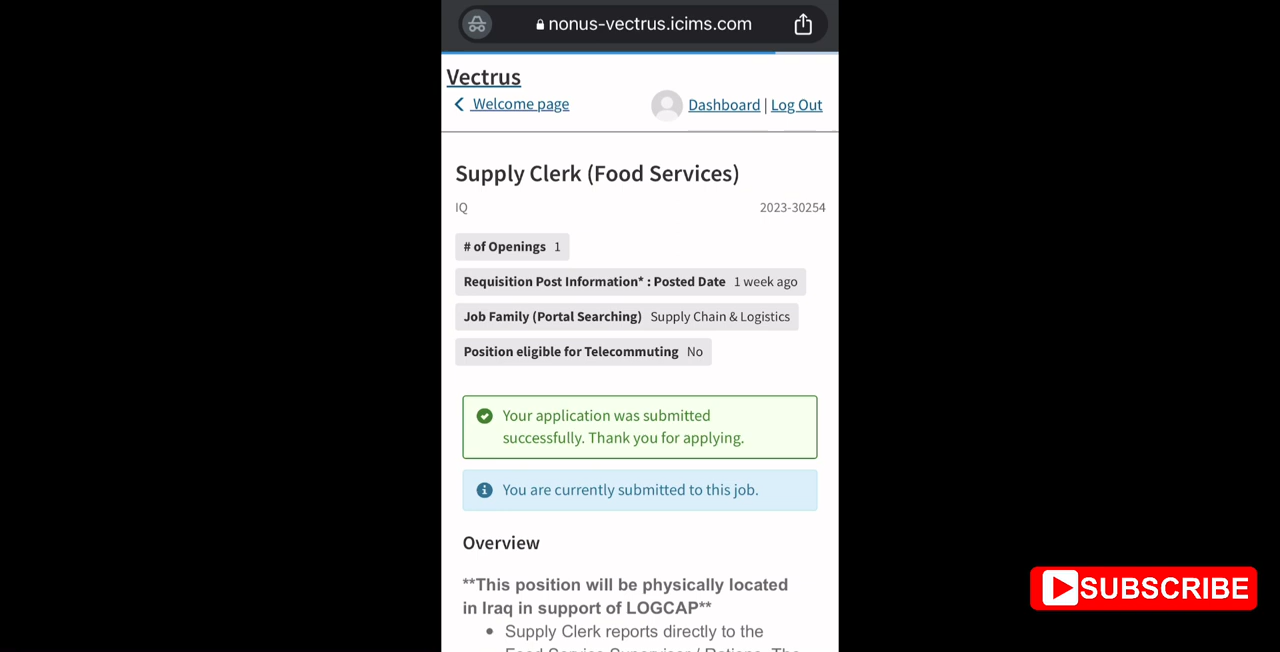 nonus-vectrus.icims.com
Vectrus
Welcome page
Dashboard | Log Out
Supply Clerk (Food Services)
IQ 2023-30254
# of Openings 1
Requisition Post Information* : Posted Date 1 week ago
Job Family (Portal Searching) Supply Chain & Logistics
Position eligible for Telecommuting No
Your application was submitted
successfully. Thank you for applying.
You are currently submitted to this job.
Overview
**This position will be physically located
in Iraq in support of LOGCAP**
• Supply Clerk reports directly to the
SUBSCRIBE